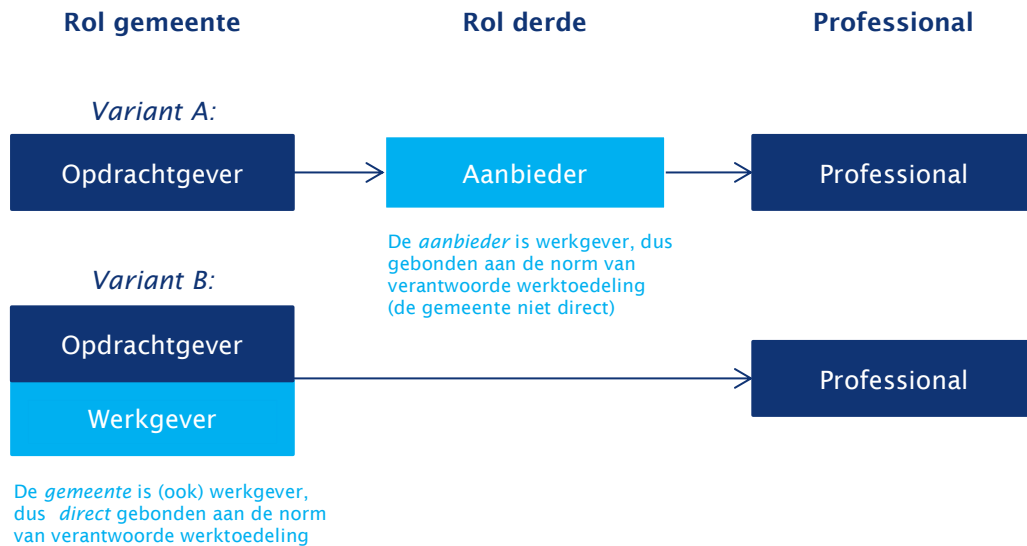 Rol gemeente
Rol derde
Professional
Variant A:
Opdrachtgever
Aanbieder
Professional
De aanbieder is werkgever, dus
gebonden aan de norm van
verantwoorde werktoedeling
(de gemeente niet direct)
Variant B:
Opdrachtgever
Werkgever
Professional
De gemeente is (ook) werkgever,
dus direct gebonden aan de norm
van verantwoorde werktoedeling